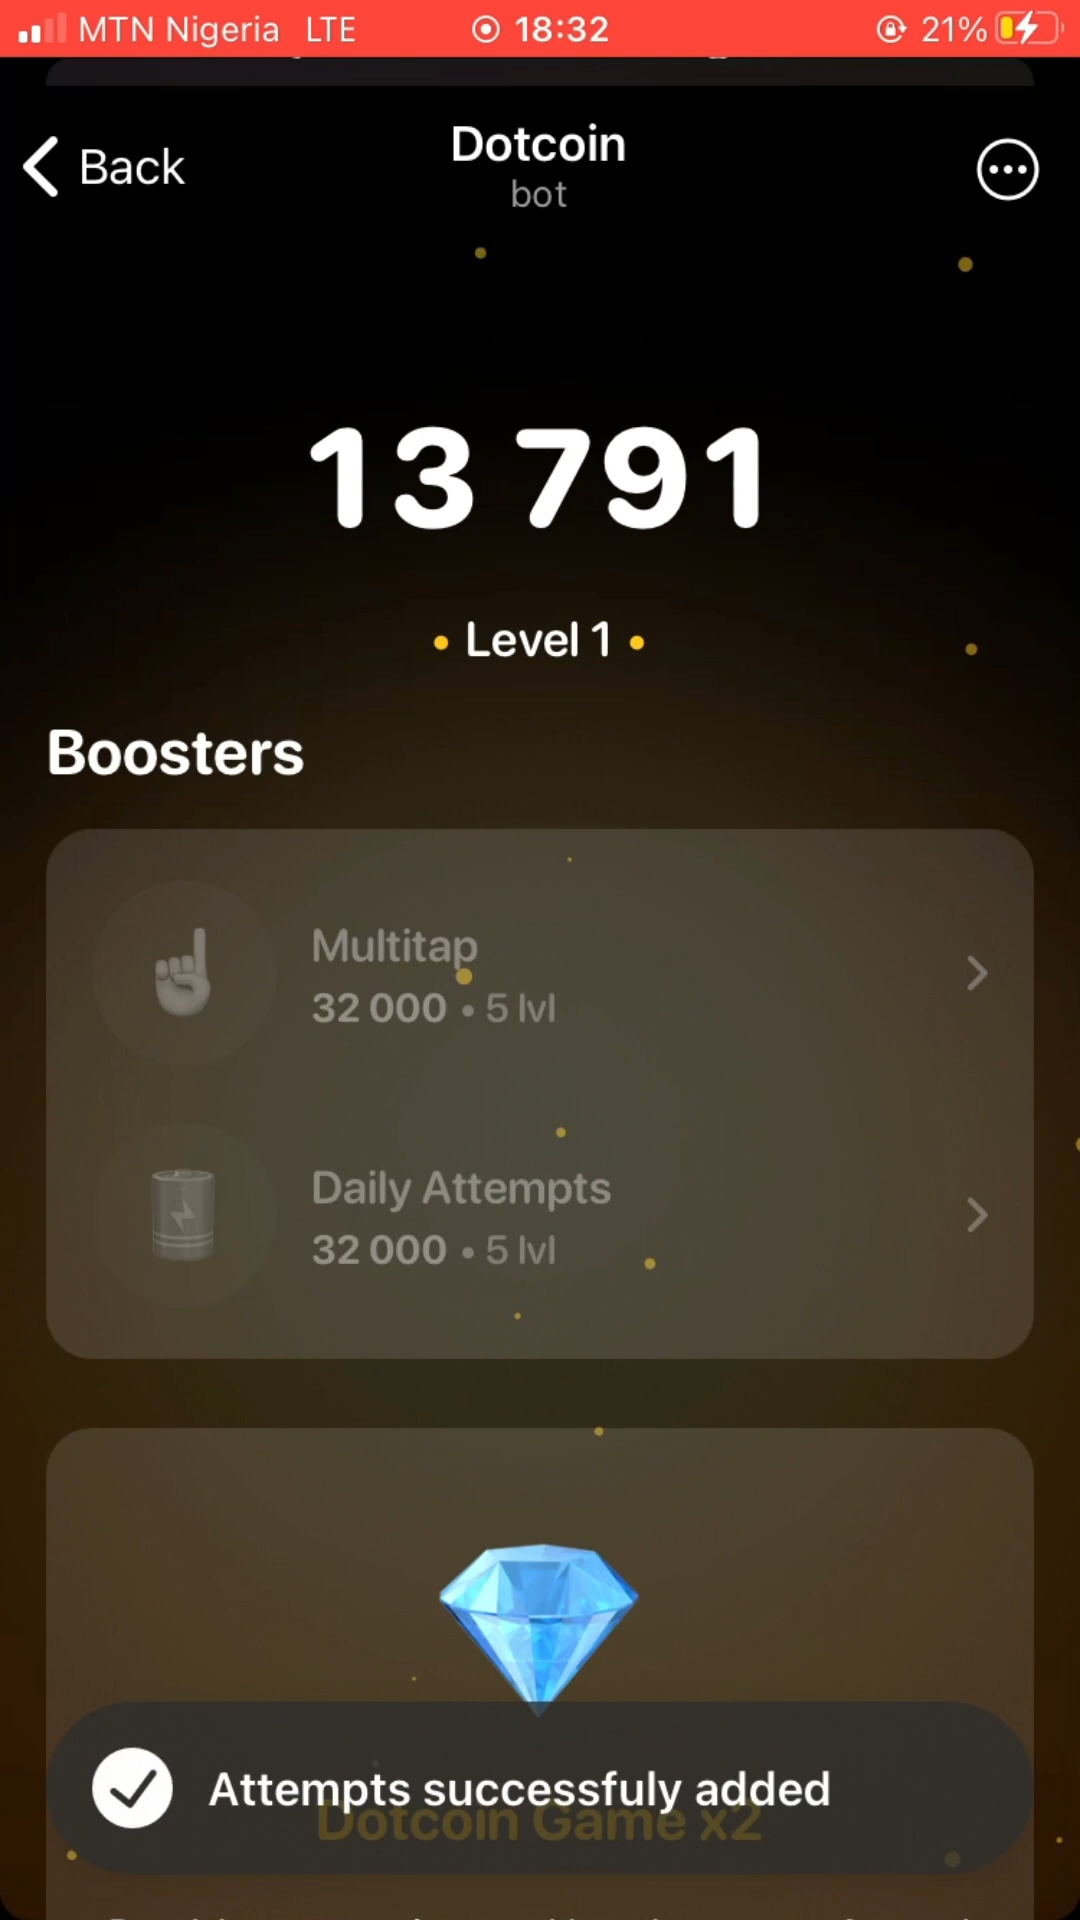 MTN Nigeria LTE 18:32 21%
Back
Dotcoin
bot
13 791
Level 1
Boosters
Multitap
32 000 • 5 lvl
Daily Attempts
32 000 • 5 lvl
Attempts successfuly added
Dotcoin Game x2